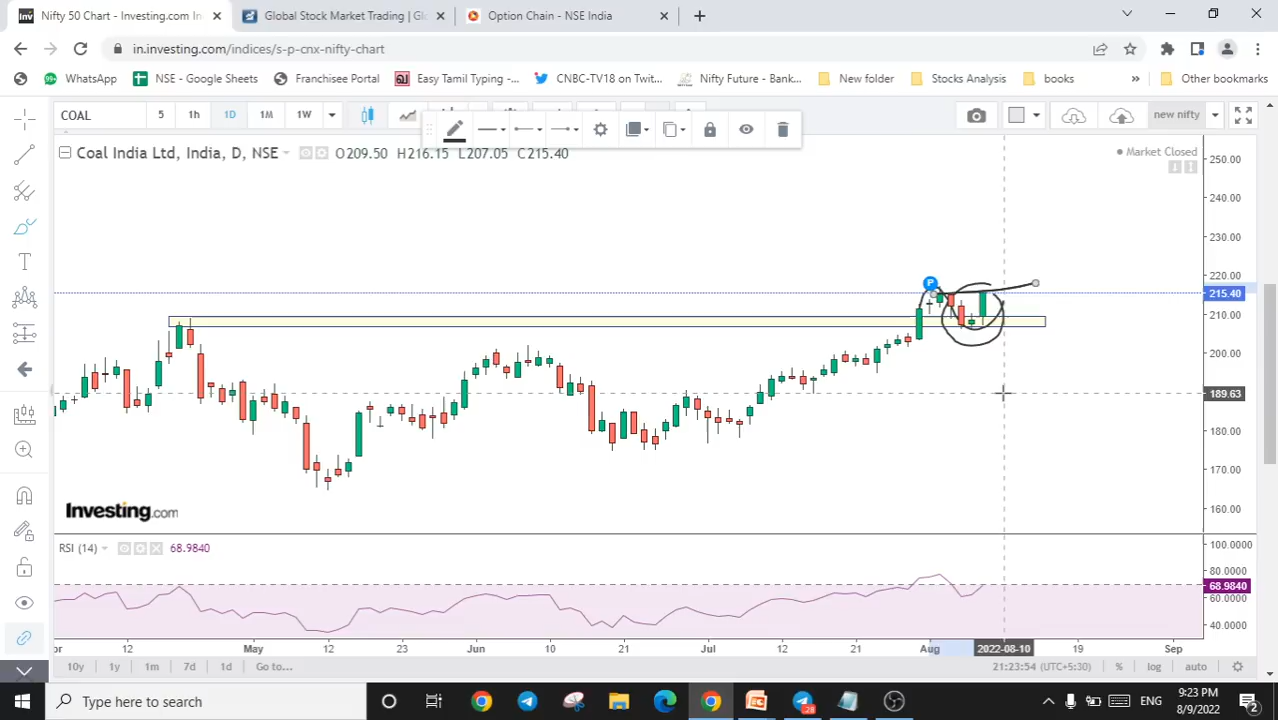 Nifty 50 Chart - Investing.com In
Global Stock Market Trading | Gl
Option Chain - NSE India
in.investing.com/indices/s-p-cnx-nifty-chart
WhatsApp
NSE - Google Sheets
Franchisee Portal
Easy Tamil Typing -...
CNBC-TV18 on Twit...
Nifty Future - Bank...
New folder
Stocks Analysis
books
»
Other bookmarks
COAL 5 1h 1D 1M 1W new nifty
Coal India Ltd, India, D, NSE O209.50 H216.15 L207.05 C215.40
Market Closed
250.00
240.00
230.00
220.00
P
215.40
210.00
200.00
189.63
180.00
170.00
160.00
Investing.com
RSI (14) 68.9840
100.0000
80.0000
68.9840
60.0000
40.0000
12 May 12 23 Jun 10 21 Jul 12 21 Aug 2022-08-10 19 Sep
10y 1y 1m 7d 1d Go to... 21:23:54 (UTC+5:30) % log auto
Type here to search
28
ENG
9:23 PM
8/9/2022
2